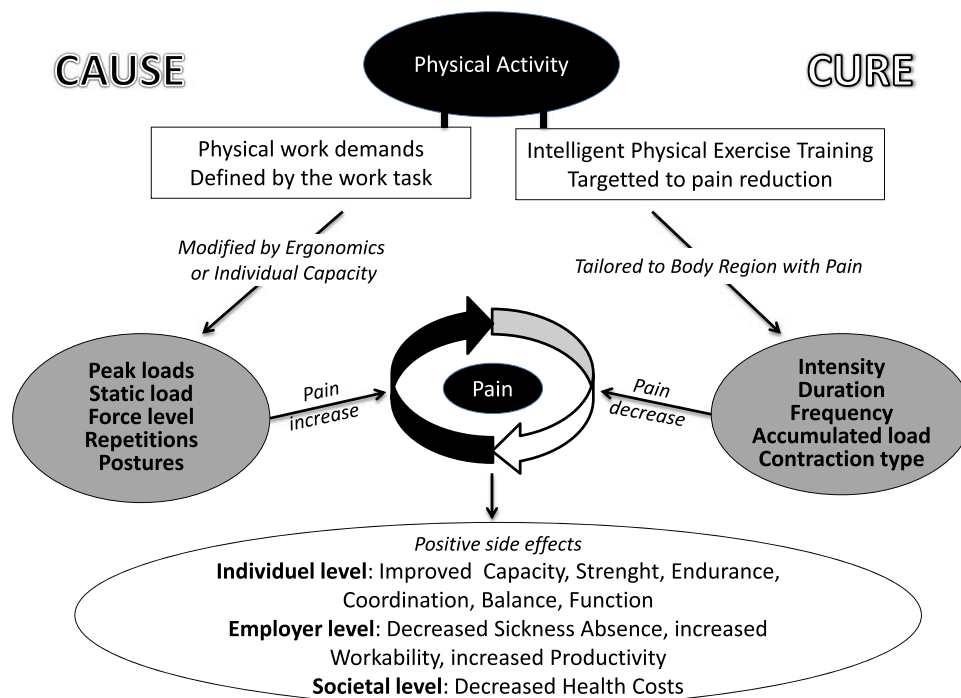 CAUSE
Physical Activity
CURE
Physical work demands
Defined by the work task
Intelligent Physical Exercise Training
Targetted to pain reduction
Modified by Ergonomics
or Individual Capacity
Tailored to Body Region with Pain
Peak loads
Static load
Force level
Repetitions
Postures
Pain
increase
Pain
Pain
decrease
Intensity
Duration
Frequency
Accumulated load
Contraction type
Positive side effects
Individuel level: Improved Capacity, Strenght, Endurance,
Coordination, Balance, Function
Employer level: Decreased Sickness Absence, increased
Workability, increased Productivity
Societal level: Decreased Health Costs